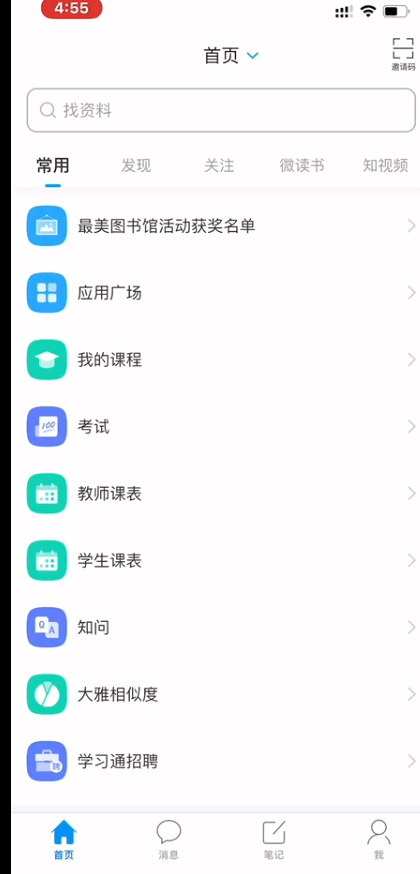 4:55
首页
邀请码
找资料
常用 发现 关注 微读书 知视频
最美图书馆活动获奖名单
应用广场
我的课程
100
考试
教师课表
学生课表
Q A
知问
大雅相似度
聘
学习通招聘
首页 消息 笔记 我